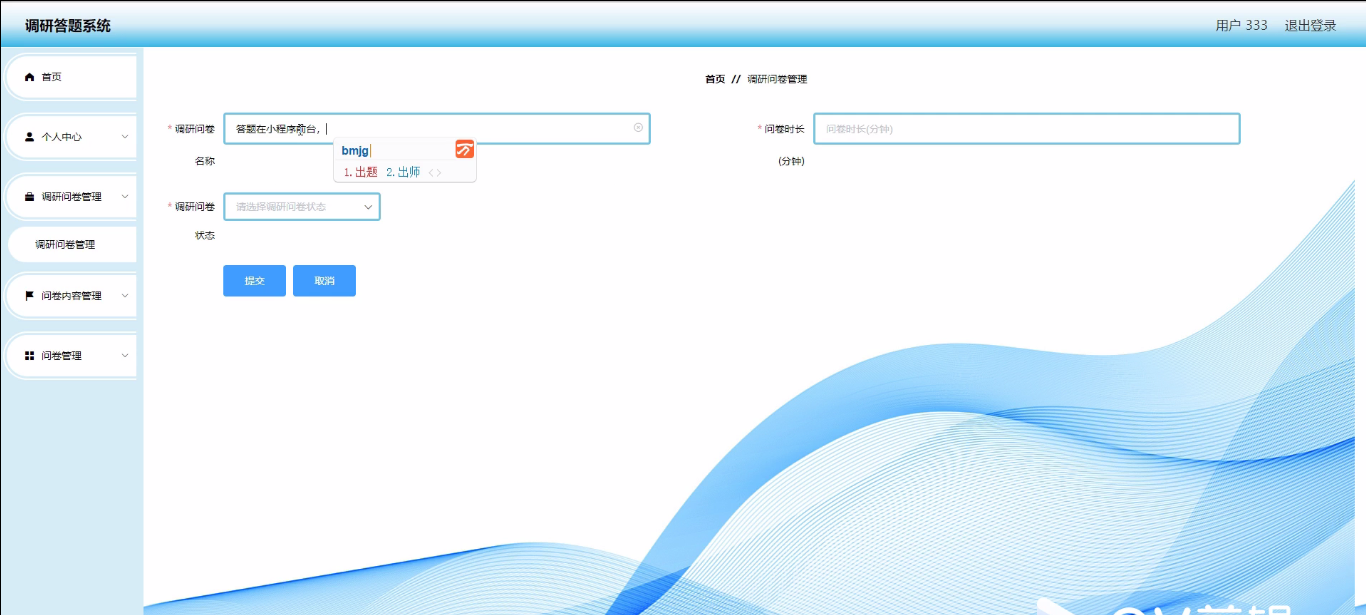 调研答题系统
用户 333 退出登录
首页
个人中心
调研问卷管理
调研问卷管理
问卷内容管理
问卷管理
首页 // 调研问卷管理
* 调研问卷名称
答题在小程序前台，
bmjg
1.出题 2.出师
* 问卷时长(分钟)
问卷时长(分钟)
* 调研问卷状态
请选择调研问卷状态
提交 取消